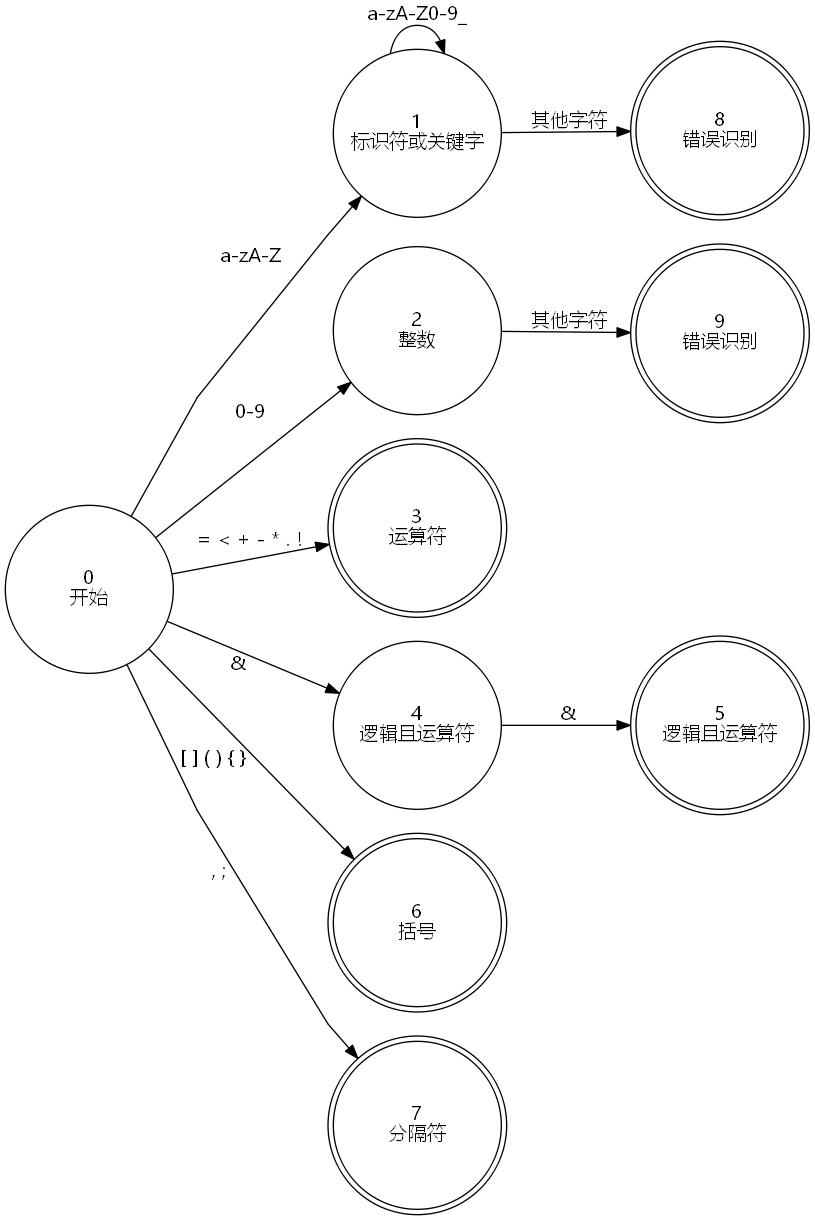 a-zA-Z0-9_
1
标识符或关键字
其他字符
8
错误识别
a-zA-Z
2
整数
其他字符
9
错误识别
0-9
= < + - * . !
3
运算符
0
开始
&
4
逻辑且运算符
&
5
逻辑且运算符
[ ] ( ) { }
6
括号
, ;
7
分隔符